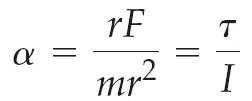 α = rF/mr² = τ/I